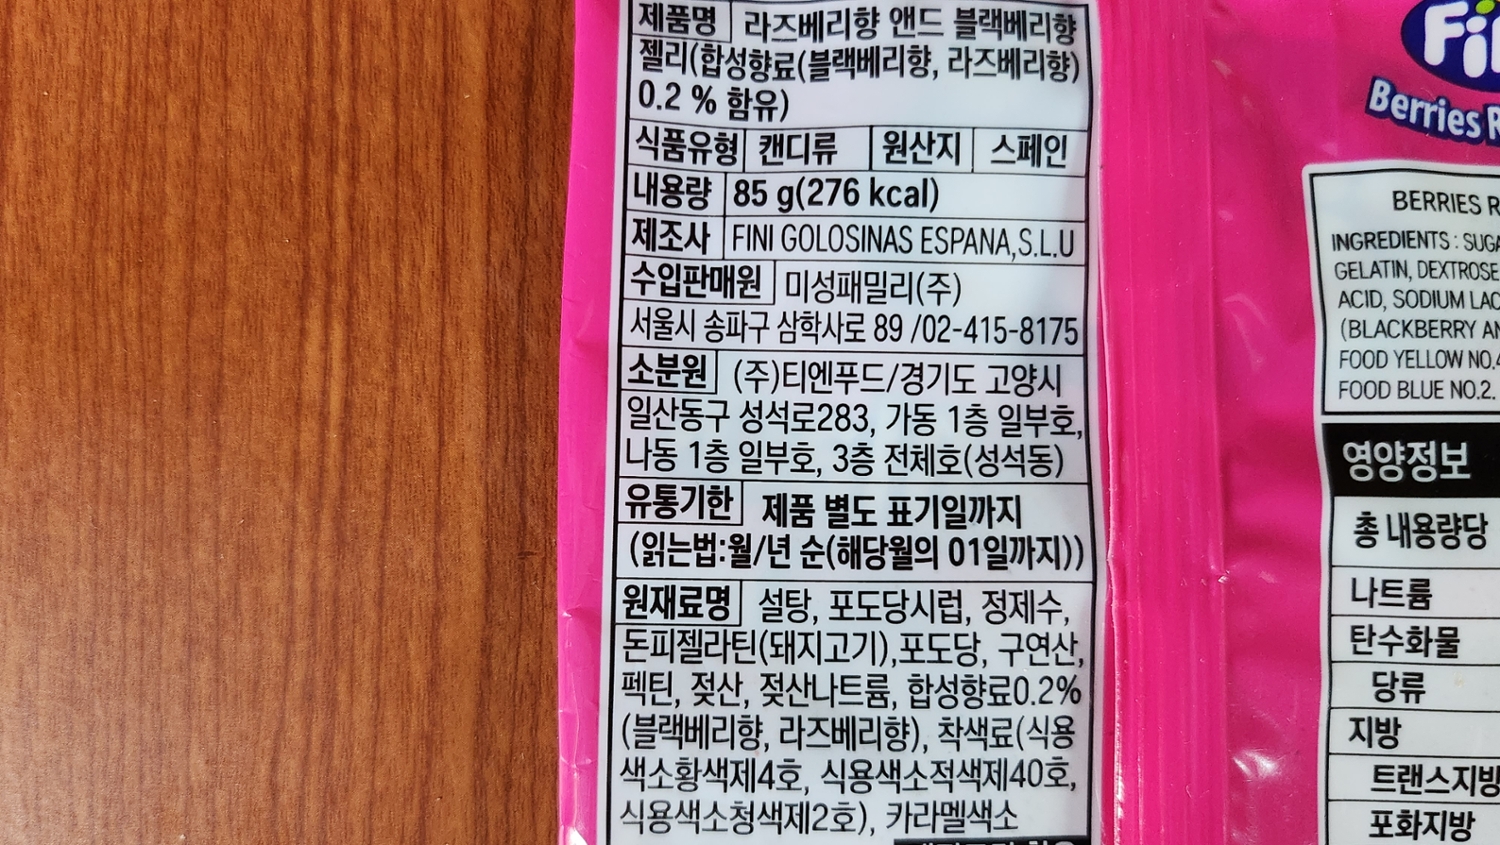 제품명 라즈베리향 앤드 블랙베리향
젤리(합성향료(블랙베리향, 라즈베리향)
0.2 % 함유)
식품유형 캔디류 원산지 스페인
내용량 85 g(276 kcal)
제조사 FINI GOLOSINAS ESPANA,S.L.U
수입판매원 미성패밀리(주)
서울시 송파구 삼학사로 89 /02-415-8175
소분원 (주)티엔푸드/경기도 고양시
일산동구 성석로283, 가동 1층 일부호,
나동 1층 일부호, 3층 전체호(성석동)
유통기한 제품 별도 표기일까지
(읽는법:월/년 순(해당월의 01일까지))
원재료명 설탕, 포도당시럽, 정제수,
돈피젤라틴(돼지고기),포도당, 구연산,
펙틴, 젖산, 젖산나트륨, 합성향료0.2%
(블랙베리향, 라즈베리향), 착색료(식용
색소황색제4호, 식용색소적색제40호,
식용색소청색제2호), 카라멜색소
Berries
BERRIES
INGREDIENTS :
GELATIN, DEXTROSE
ACID, SODIUM
(BLACKBERRY
FOOD YELLOW
FOOD BLUE NO.2.
영양정보
총 내용량당
나트륨
탄수화물
당류
지방
트랜스지방
포화지방